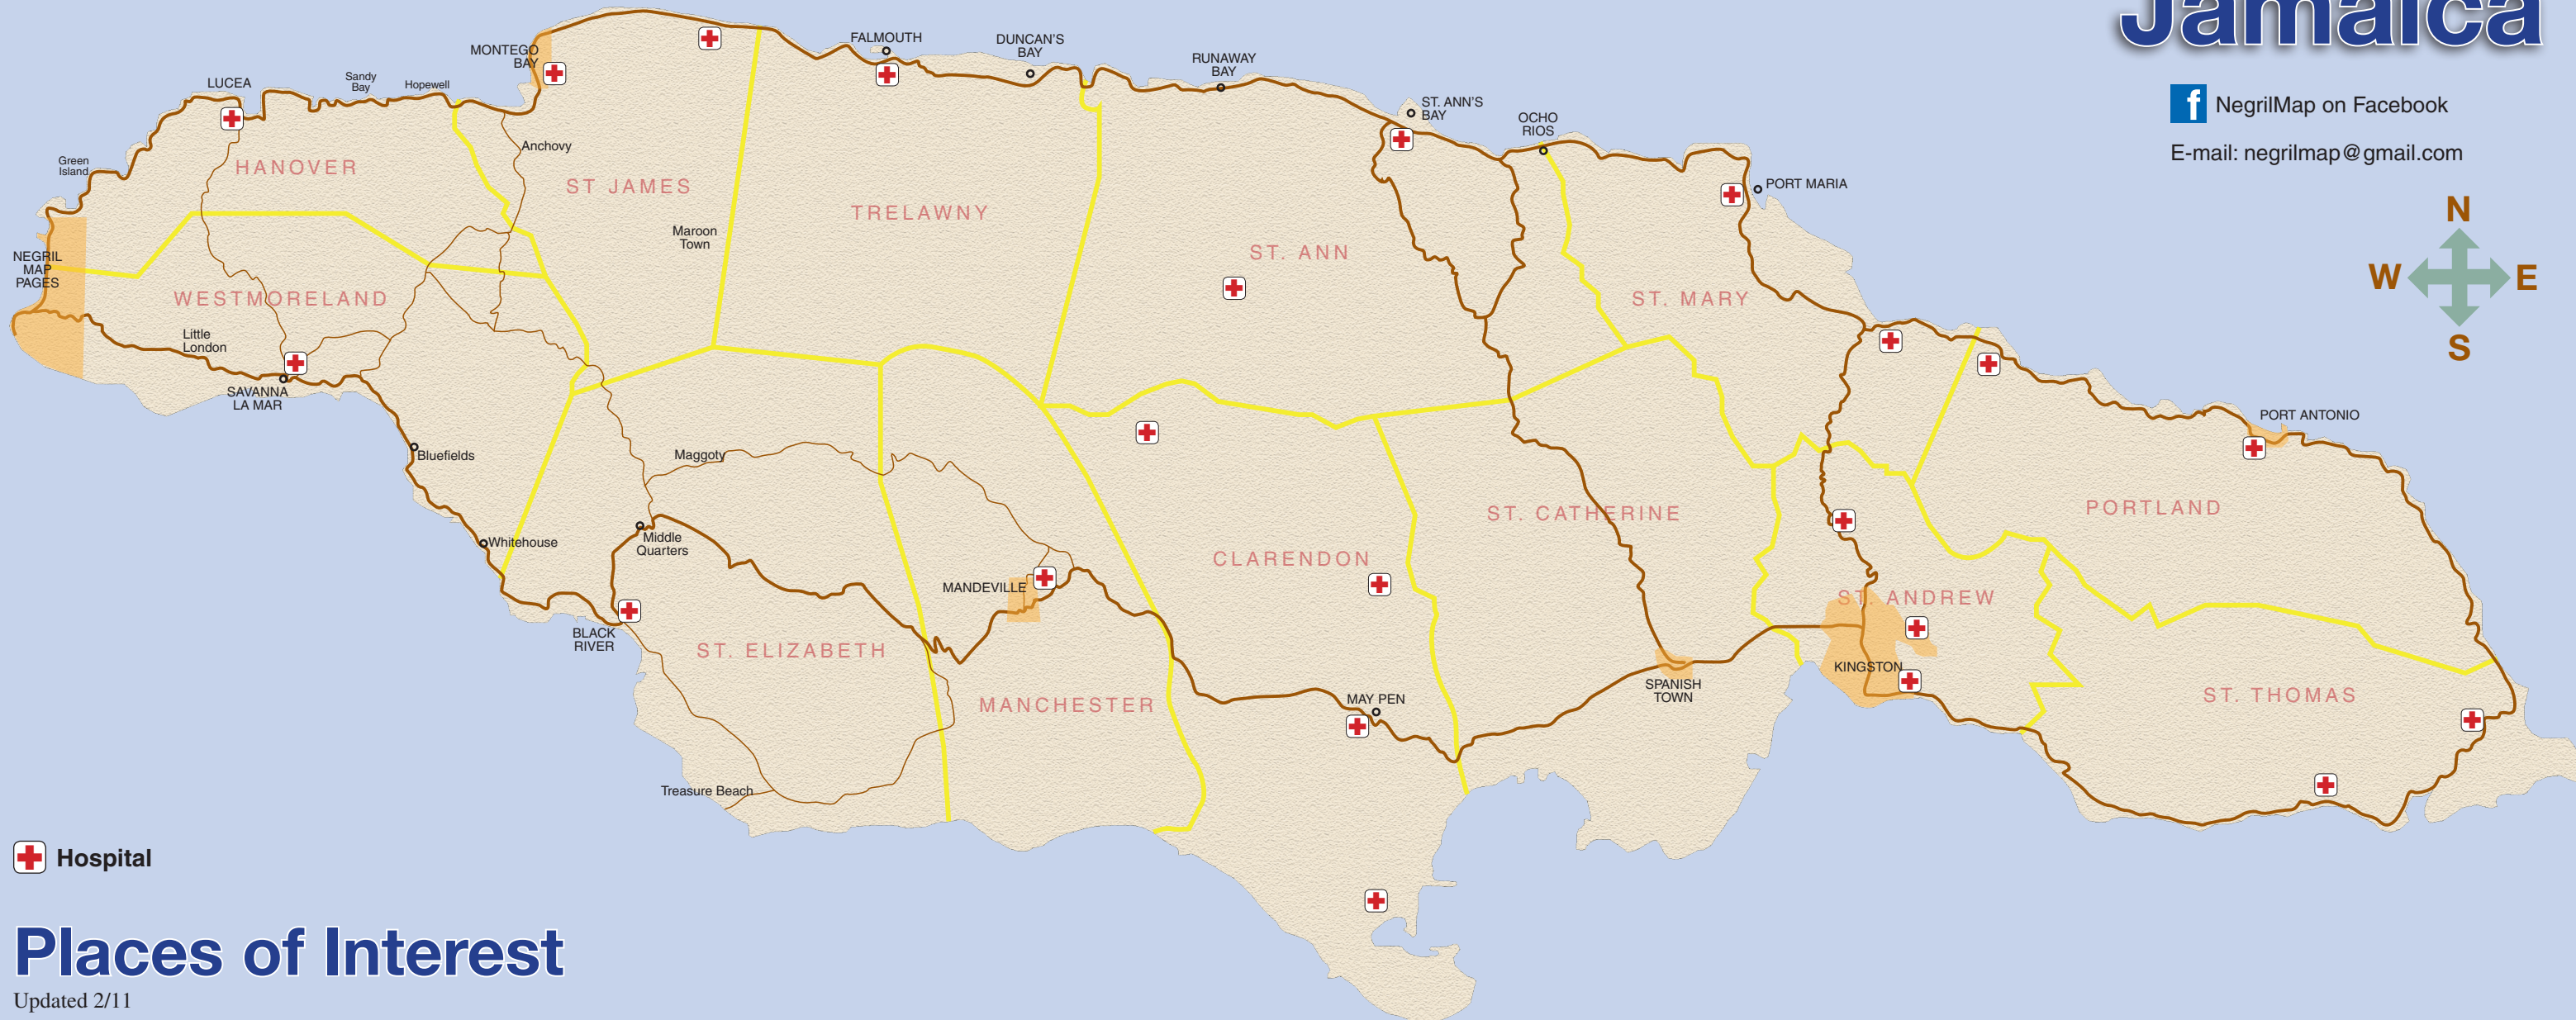 Jamaica
NegrilMap on Facebook
E-mail: negrilmap@gmail.com
N
W
E
S
MONTEGO
BAY
FALMOUTH
DUNCAN'S
BAY
RUNAWAY
BAY
LUCEA
Sandy
Bay
Hopewell
ST. ANN'S
BAY
OCHO
RIOS
PORT MARIA
Green
Island
HANOVER
Anchovy
ST JAMES
Maroon
Town
TRELAWNY
ST. ANN
ST. MARY
NEGRIL
MAP
PAGES
WESTMORELAND
Little
London
SAVANNA
LA MAR
Bluefields
Whitehouse
Maggoty
Middle
Quarters
MANDEVILLE
BLACK
RIVER
ST. ELIZABETH
MANCHESTER
Treasure Beach
CLARENDON
MAY PEN
ST. CATHERINE
SPANISH
TOWN
ST. ANDREW
KINGSTON
PORT ANTONIO
PORTLAND
ST. THOMAS
Hospital
Places of Interest
Updated 2/11